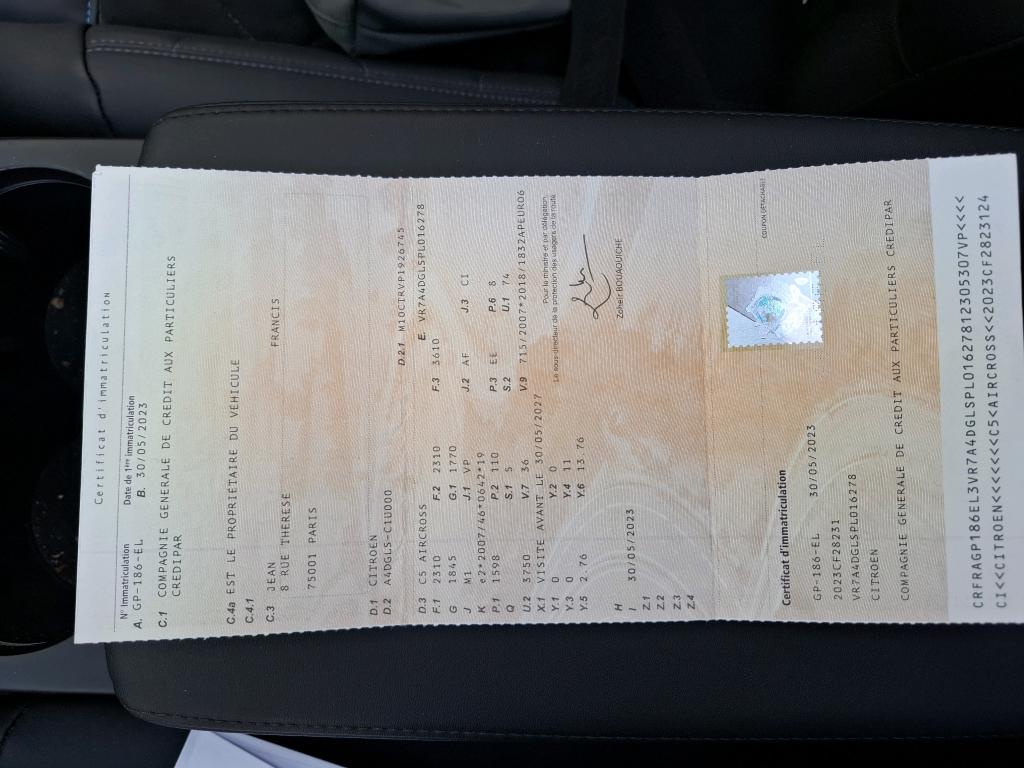 Certificat d'immatriculation
N° Immatriculation Date de 1ère immatriculation
A. GP-186-EL B. 30/05/2023
C.1 COMPAGNIE GENERALE DE CREDIT AUX PARTICULIERS
CREDIPAR
C.4a EST LE PROPRIÉTAIRE DU VÉHICULE
C.4.1
C.3 JEAN FRANCIS
8 RUE THERESE
75001 PARIS
D.1 CITROEN
D.2 A4DGLS-C1U000 D.2.1 M10CTRVP1926745
D.3 C5 AIRCROSS E. VR7A4DGLSPL016278
F.1 2310 F.2 2310 F.3 3610
G 1845 G.1 1770
J M1 J.1 VP J.2 AF J.3 CI
K e2*2007/46*0642*19
P.1 1598 P.2 110 P.3 EE P.6 8
Q S.1 5 S.2 U.1 74
U.2 3750 V.7 36 V.9 715/2007*2018/1832APEURO6
X.1 VISITE AVANT LE 30/05/2027
Pour le ministre et par délégation,
Le sous-directeur de la protection des usagers de la route
Y.1 0 Y.2 0
Y.3 0 Y.4 11
Y.5 2.76 Y.6 13.76
Zoheir BOUAOUICHE
H
I 30/05/2023
Z.1
Z.2
Z.3
Z.4
COUPON DÉTACHABLE
Certificat d'immatriculation
GP-186-EL 30/05/2023
2023CF28231
VR7A4DGLSPL016278
CITROEN
COMPAGNIE GENERALE DE CREDIT AUX PARTICULIERS CREDIPAR
CRFRAGP186EL3VR7A4DGLSPL01627812305307VP<<<<
CI<<CITROEN<<<<<<C5<AIRCROSS<<2023CF2823124